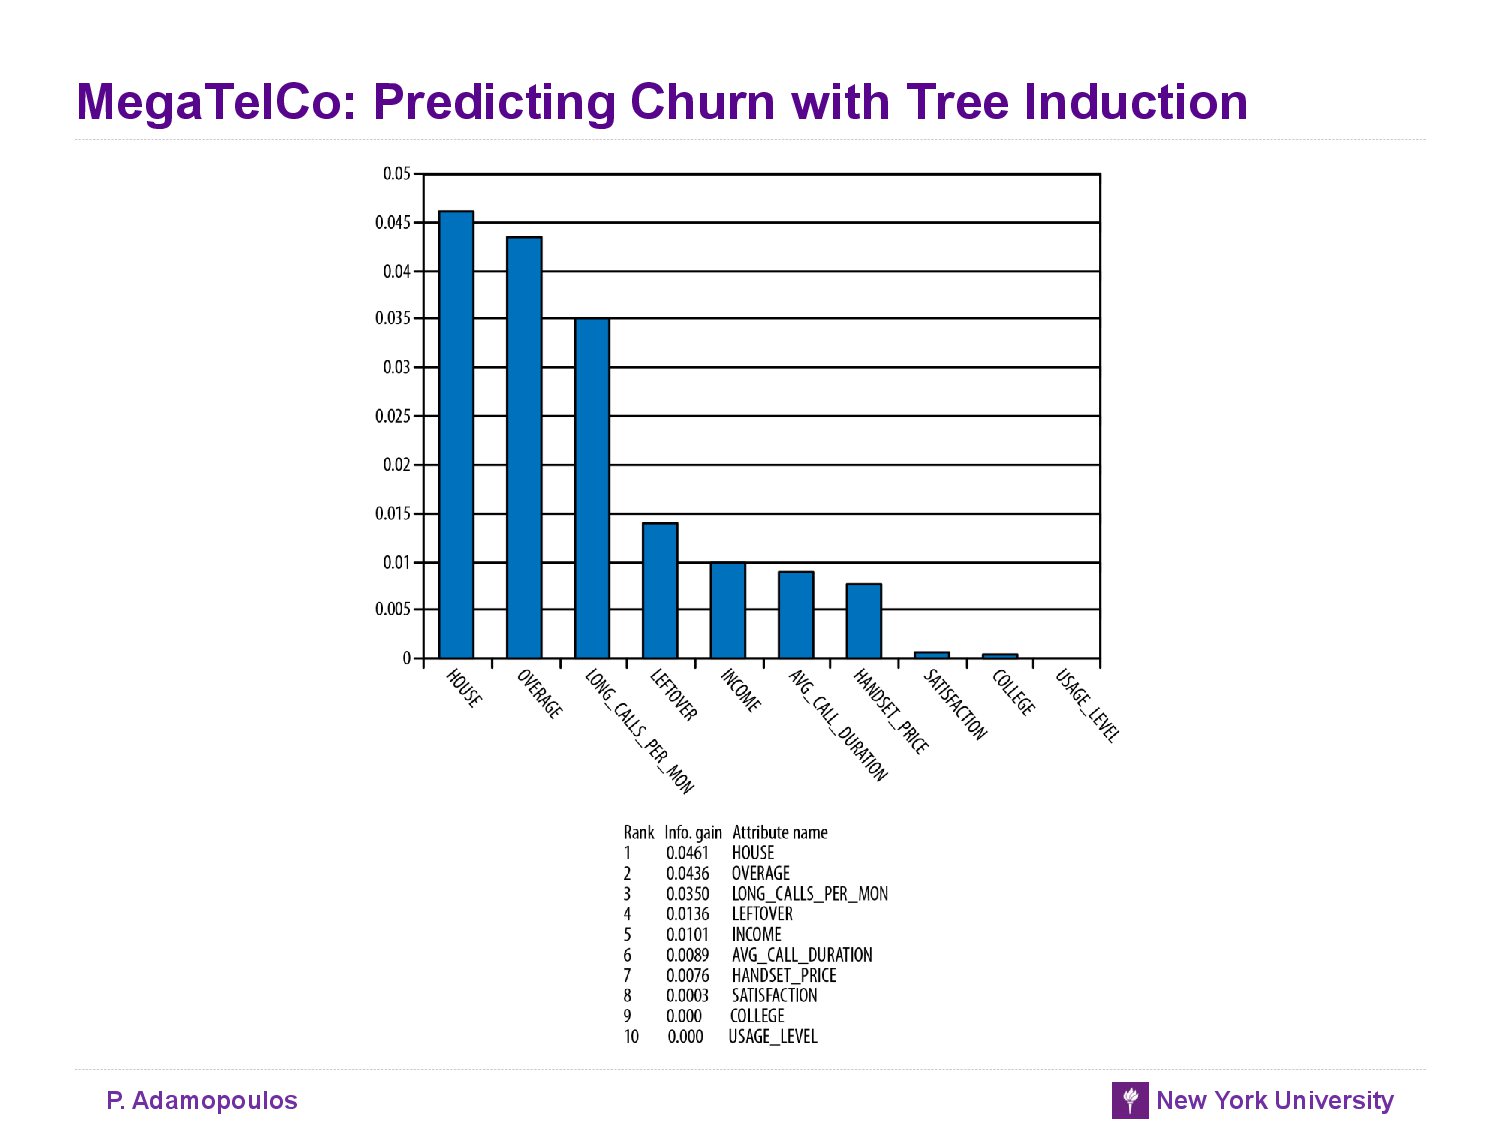 MegaTelCo: Predicting Churn with Tree Induction
0.05
0.045
0.04
0.035
0.03
0.025
0.02
0.015
0.01
0.005
0
HOUSE
OVERAGE
LONG_CALLS_PER_MON
LEFTOVER
INCOME
AVG_CALL_DURATION
HANDSET_PRICE
SATISFACTION
COLLEGE
USAGE_LEVEL
Rank Info. gain Attribute name
1 0.0461 HOUSE
2 0.0436 OVERAGE
3 0.0350 LONG_CALLS_PER_MON
4 0.0136 LEFTOVER
5 0.0101 INCOME
6 0.0089 AVG_CALL_DURATION
7 0.0076 HANDSET_PRICE
8 0.0003 SATISFACTION
9 0.000 COLLEGE
10 0.000 USAGE_LEVEL
P. Adamopoulos
New York University